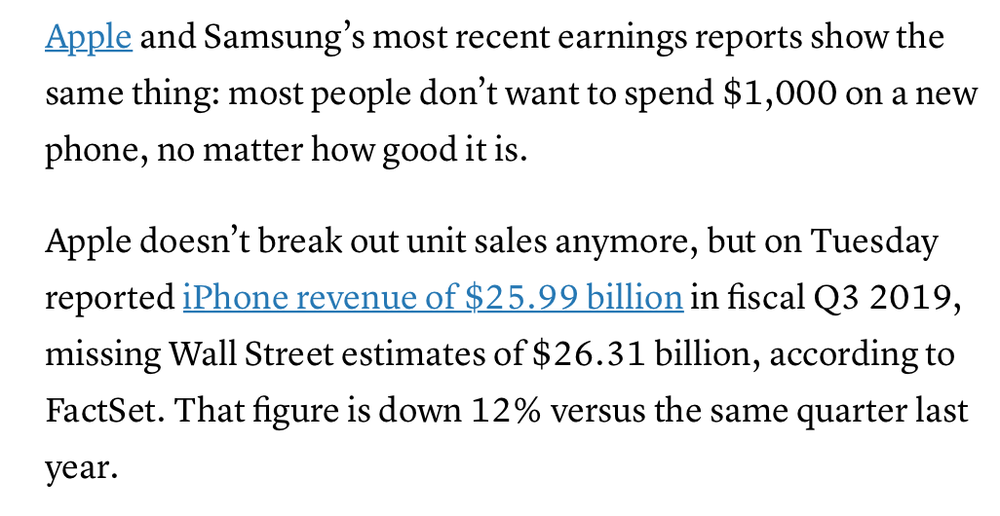 Apple and Samsung’s most recent earnings reports show the
same thing: most people don’t want to spend $1,000 on a new
phone, no matter how good it is.
Apple doesn’t break out unit sales anymore, but on Tuesday
reported iPhone revenue of $25.99 billion in fiscal Q3 2019,
missing Wall Street estimates of $26.31 billion, according to
FactSet. That figure is down 12% versus the same quarter last
year.